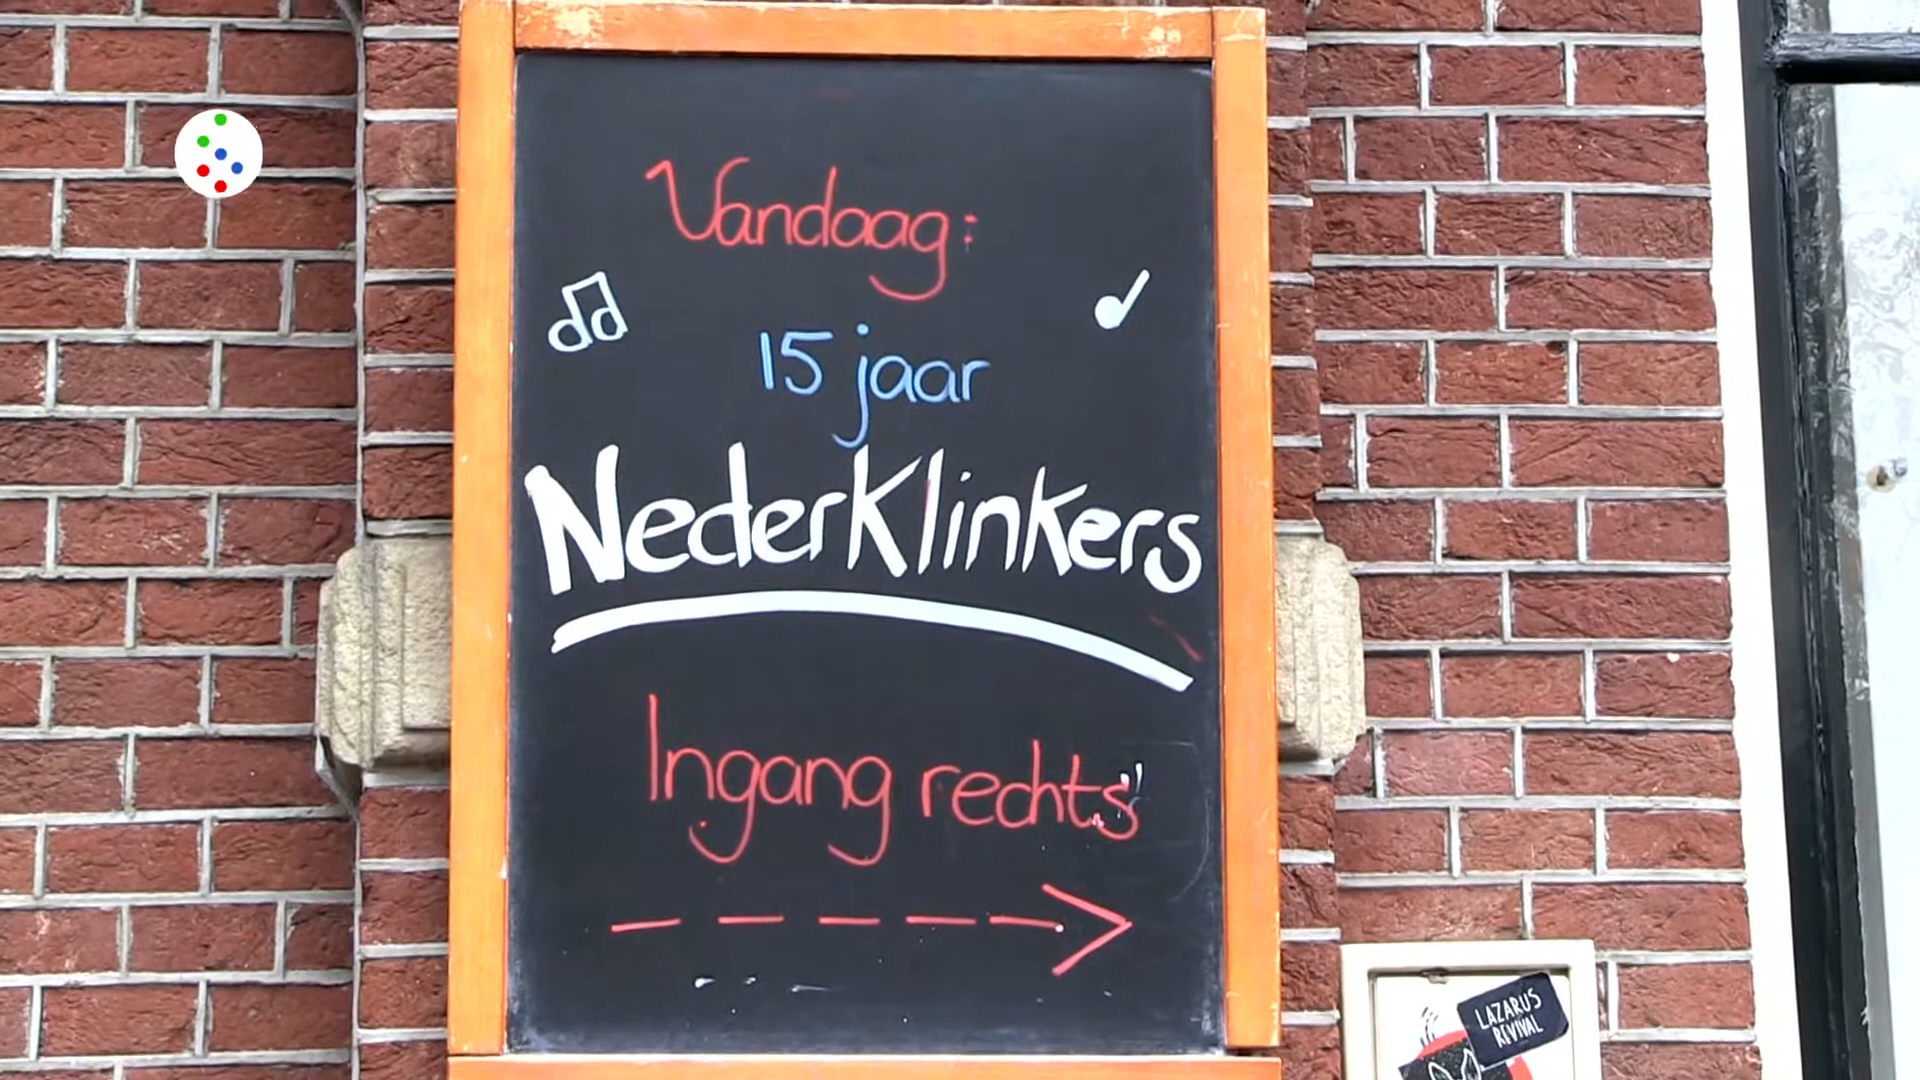 Vandaag:
15 jaar
NederKlinkers
Ingang rechts
LAZARUS
REVIVAL